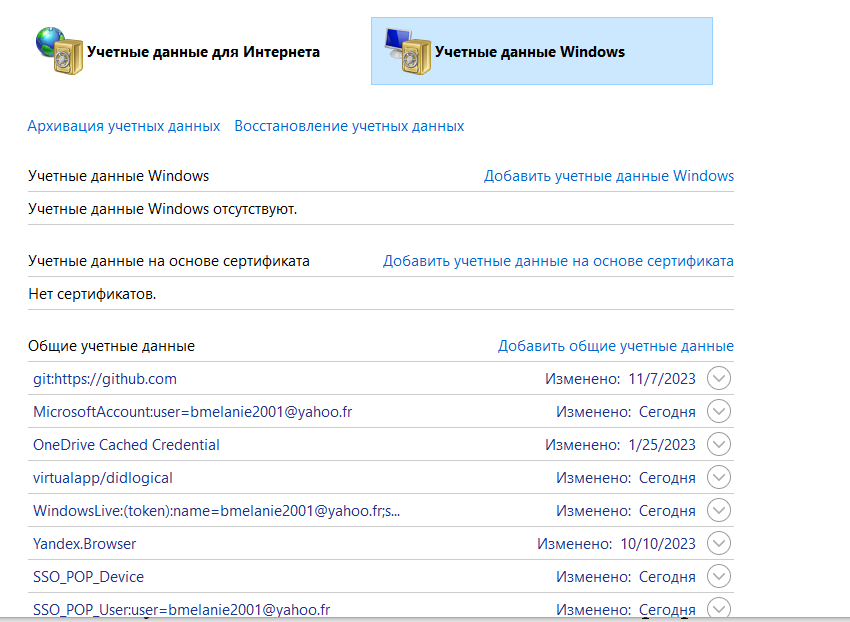 Учетные данные для Интернета Учетные данные Windows
Архивация учетных данных Восстановление учетных данных
Учетные данные Windows Добавить учетные данные Windows
Учетные данные Windows отсутствуют.
Учетные данные на основе сертификата Добавить учетные данные на основе сертификата
Нет сертификатов.
Общие учетные данные Добавить общие учетные данные
git:https://github.com Изменено: 11/7/2023
MicrosoftAccount:user=bmelanie2001@yahoo.fr Изменено: Сегодня
OneDrive Cached Credential Изменено: 1/25/2023
virtualapp/didlogical Изменено: Сегодня
WindowsLive:(token):name=bmelanie2001@yahoo.fr;s... Изменено: Сегодня
Yandex.Browser Изменено: 10/10/2023
SSO_POP_Device Изменено: Сегодня
SSO_POP_User:user=bmelanie2001@yahoo.fr Изменено: Сегодня